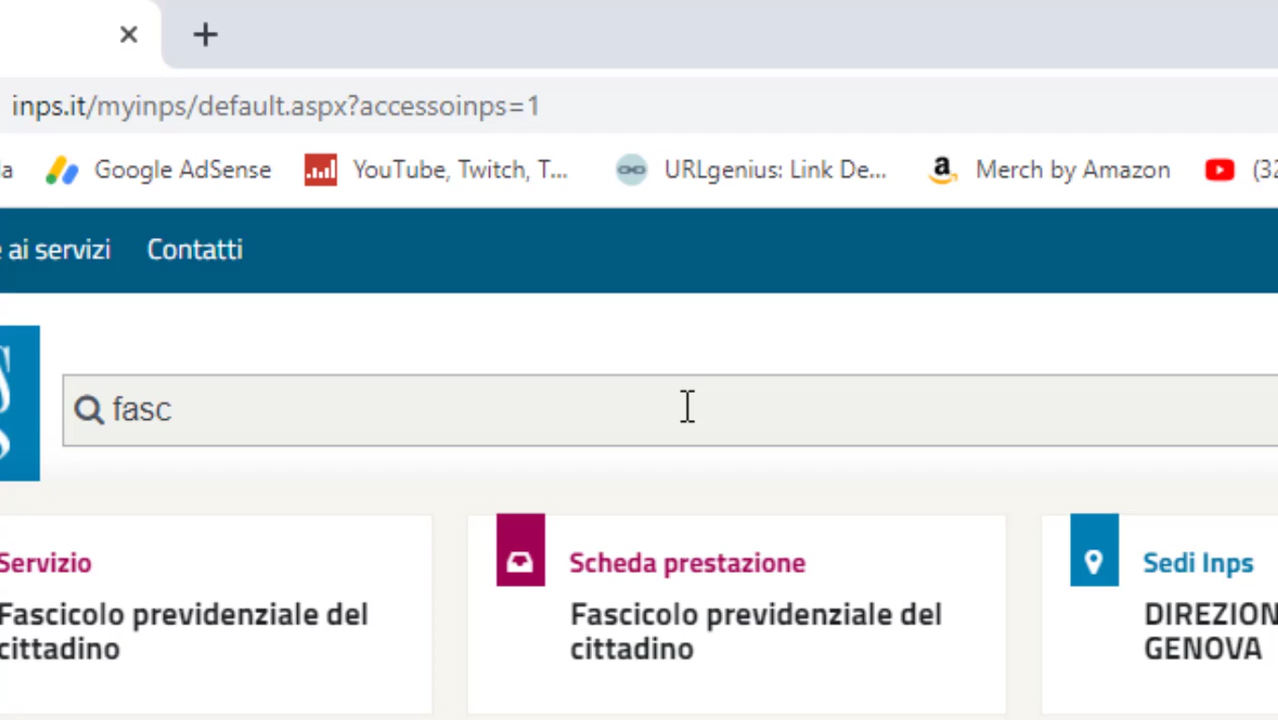 inps.it/myinps/default.aspx?accessoinps=1
Google AdSense YouTube, Twitch, T... URLgenius: Link De... Merch by Amazon
ai servizi Contatti
fasc
Servizio
Fascicolo previdenziale del
cittadino
Scheda prestazione
Fascicolo previdenziale del
cittadino
Sedi Inps
DIREZION
GENOVA